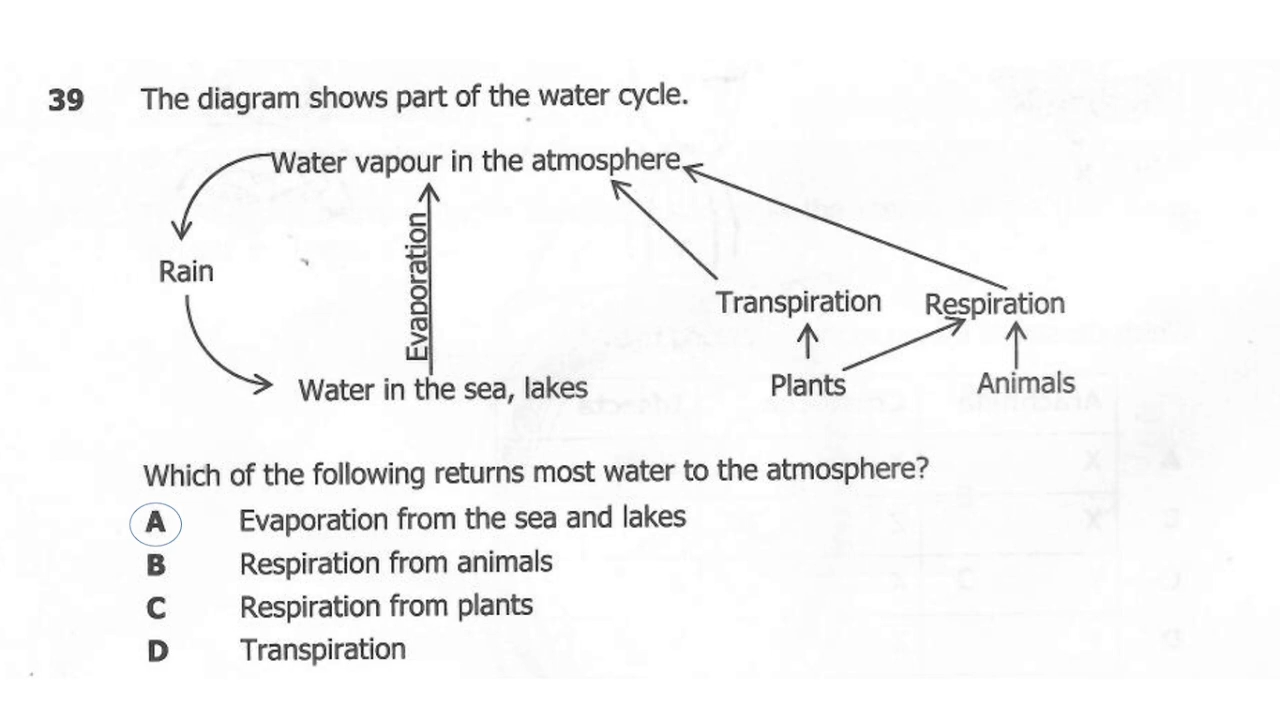 39 The diagram shows part of the water cycle.
Water vapour in the atmosphere
Evaporation
Rain
Transpiration Respiration
Water in the sea, lakes Plants Animals
Which of the following returns most water to the atmosphere?
A Evaporation from the sea and lakes
B Respiration from animals
C Respiration from plants
D Transpiration